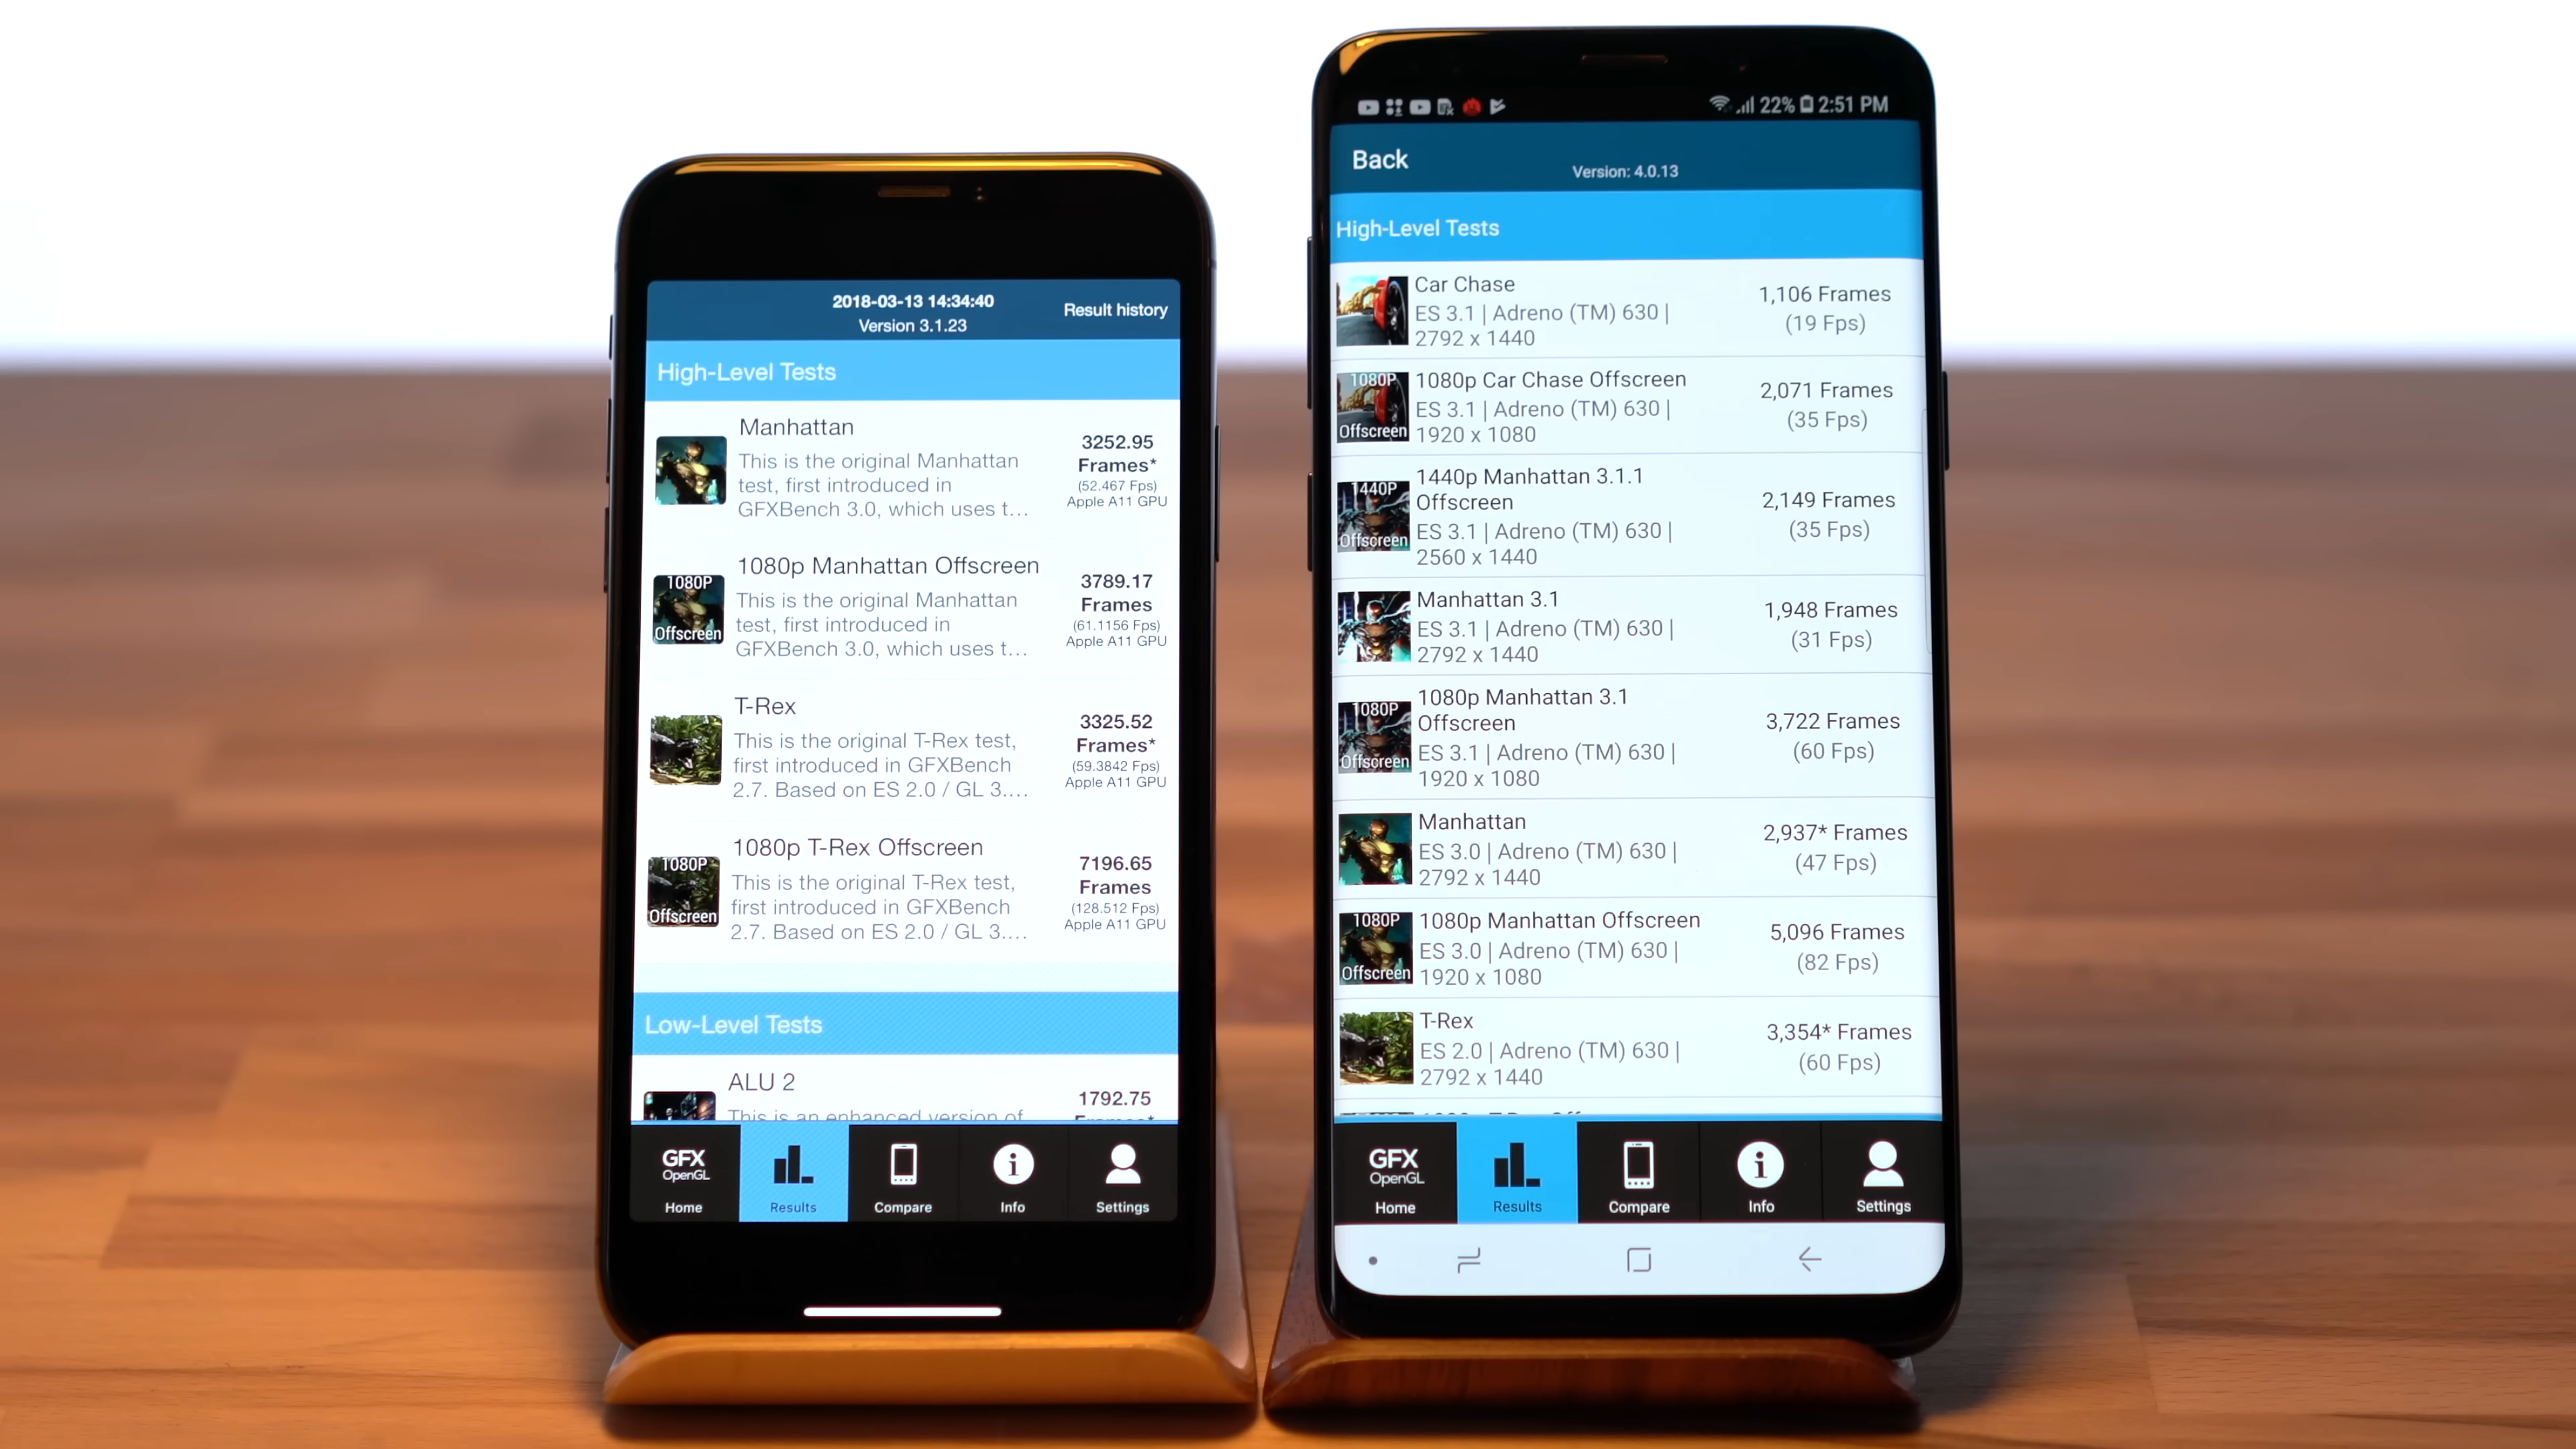 2018-03-13 14:34:40
Version 3.1.23
Result history
High-Level Tests
Manhattan
This is the original Manhattan
test, first introduced in
GFXBench 3.0, which uses t...
3252.95
Frames*
(52.467 Fps)
Apple A11 GPU
1080P
Offscreen
1080p Manhattan Offscreen
This is the original Manhattan
test, first introduced in
GFXBench 3.0, which uses t...
3789.17
Frames
(61.1156 Fps)
Apple A11 GPU
T-Rex
This is the original T-Rex test,
first introduced in GFXBench
2.7. Based on ES 2.0 / GL 3....
3325.52
Frames*
(59.3842 Fps)
Apple A11 GPU
1080P
Offscreen
1080p T-Rex Offscreen
This is the original T-Rex test,
first introduced in GFXBench
2.7. Based on ES 2.0 / GL 3....
7196.65
Frames
(128.512 Fps)
Apple A11 GPU
Low-Level Tests
ALU 2
This is an enhanced version of
1792.75
Frames*
GFX
OpenGL
Home
Results
Compare
Info
Settings
22% 2:51 PM
Back
Version: 4.0.13
High-Level Tests
Car Chase
ES 3.1 | Adreno (TM) 630 |
2792 x 1440
1,106 Frames
(19 Fps)
1080P
Offscreen
1080p Car Chase Offscreen
ES 3.1 | Adreno (TM) 630 |
1920 x 1080
2,071 Frames
(35 Fps)
1440P
Offscreen
1440p Manhattan 3.1.1
Offscreen
ES 3.1 | Adreno (TM) 630 |
2560 x 1440
2,149 Frames
(35 Fps)
Manhattan 3.1
ES 3.1 | Adreno (TM) 630 |
2792 x 1440
1,948 Frames
(31 Fps)
1080P
Offscreen
1080p Manhattan 3.1
Offscreen
ES 3.1 | Adreno (TM) 630 |
1920 x 1080
3,722 Frames
(60 Fps)
Manhattan
ES 3.0 | Adreno (TM) 630 |
2792 x 1440
2,937* Frames
(47 Fps)
1080P
Offscreen
1080p Manhattan Offscreen
ES 3.0 | Adreno (TM) 630 |
1920 x 1080
5,096 Frames
(82 Fps)
T-Rex
ES 2.0 | Adreno (TM) 630 |
2792 x 1440
3,354* Frames
(60 Fps)
GFX
OpenGL
Home
Results
Compare
Info
Settings